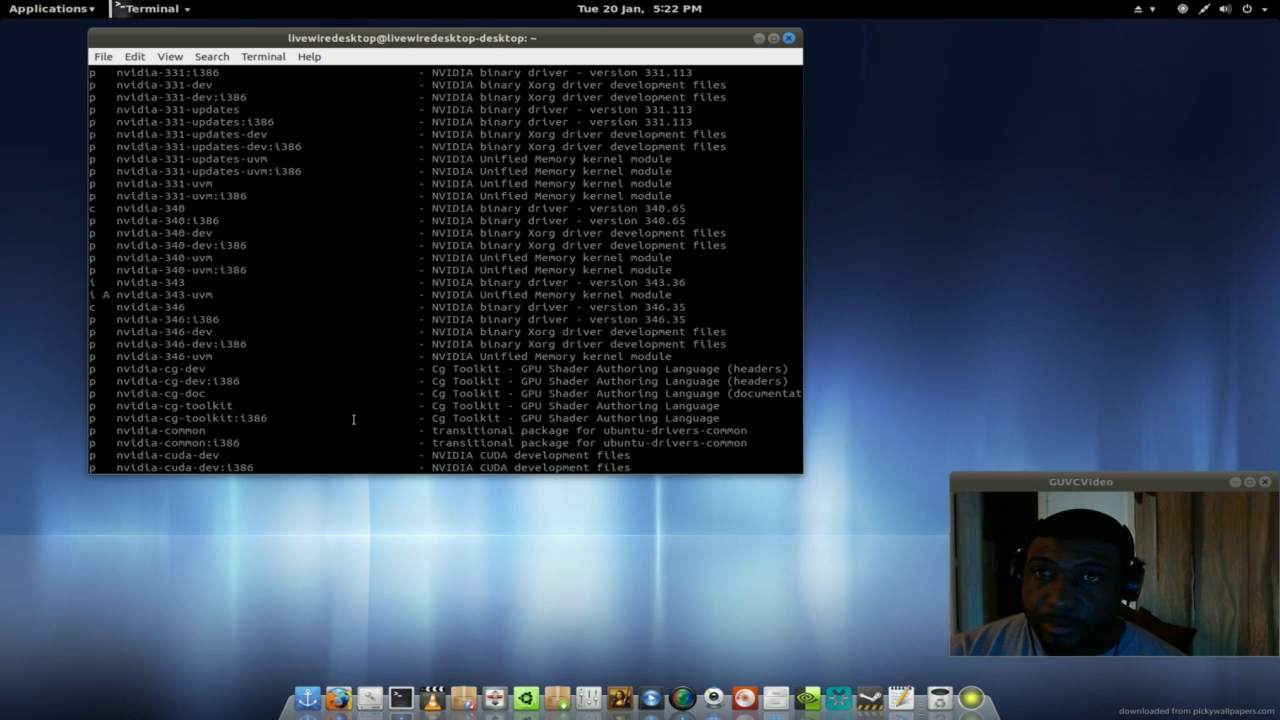 Applications Terminal Tue 20 Jan, 5:22 PM
livewiredesktop@livewiredesktop-desktop: ~
File Edit View Search Terminal Help
p nvidia-331:i386 - NVIDIA binary driver - version 331.113
p nvidia-331-dev - NVIDIA binary Xorg driver development files
p nvidia-331-dev:i386 - NVIDIA binary Xorg driver development files
p nvidia-331-updates - NVIDIA binary driver - version 331.113
p nvidia-331-updates:i386 - NVIDIA binary driver - version 331.113
p nvidia-331-updates-dev - NVIDIA binary Xorg driver development files
p nvidia-331-updates-dev:i386 - NVIDIA binary Xorg driver development files
p nvidia-331-updates-uvm - NVIDIA Unified Memory kernel module
p nvidia-331-updates-uvm:i386 - NVIDIA Unified Memory kernel module
p nvidia-331-uvm - NVIDIA Unified Memory kernel module
p nvidia-331-uvm:i386 - NVIDIA Unified Memory kernel module
c nvidia-340 - NVIDIA binary driver - version 340.65
p nvidia-340:i386 - NVIDIA binary driver - version 340.65
p nvidia-340-dev - NVIDIA binary Xorg driver development files
p nvidia-340-dev:i386 - NVIDIA binary Xorg driver development files
p nvidia-340-uvm - NVIDIA Unified Memory kernel module
p nvidia-340-uvm:i386 - NVIDIA Unified Memory kernel module
i nvidia-343 - NVIDIA binary driver - version 343.36
i A nvidia-343-uvm - NVIDIA Unified Memory kernel module
c nvidia-346 - NVIDIA binary driver - version 346.35
p nvidia-346:i386 - NVIDIA binary driver - version 346.35
p nvidia-346-dev - NVIDIA binary Xorg driver development files
p nvidia-346-dev:i386 - NVIDIA binary Xorg driver development files
p nvidia-346-uvm - NVIDIA Unified Memory kernel module
p nvidia-cg-dev - Cg Toolkit - GPU Shader Authoring Language (headers)
p nvidia-cg-dev:i386 - Cg Toolkit - GPU Shader Authoring Language (headers)
p nvidia-cg-doc - Cg Toolkit - GPU Shader Authoring Language (documentat
p nvidia-cg-toolkit - Cg Toolkit - GPU Shader Authoring Language
p nvidia-cg-toolkit:i386 - Cg Toolkit - GPU Shader Authoring Language
p nvidia-common - transitional package for ubuntu-drivers-common
p nvidia-common:i386 - transitional package for ubuntu-drivers-common
p nvidia-cuda-dev - NVIDIA CUDA development files
p nvidia-cuda-dev:i386 - NVIDIA CUDA development files
GUVCVideo
downloaded from pickywallpapers.com